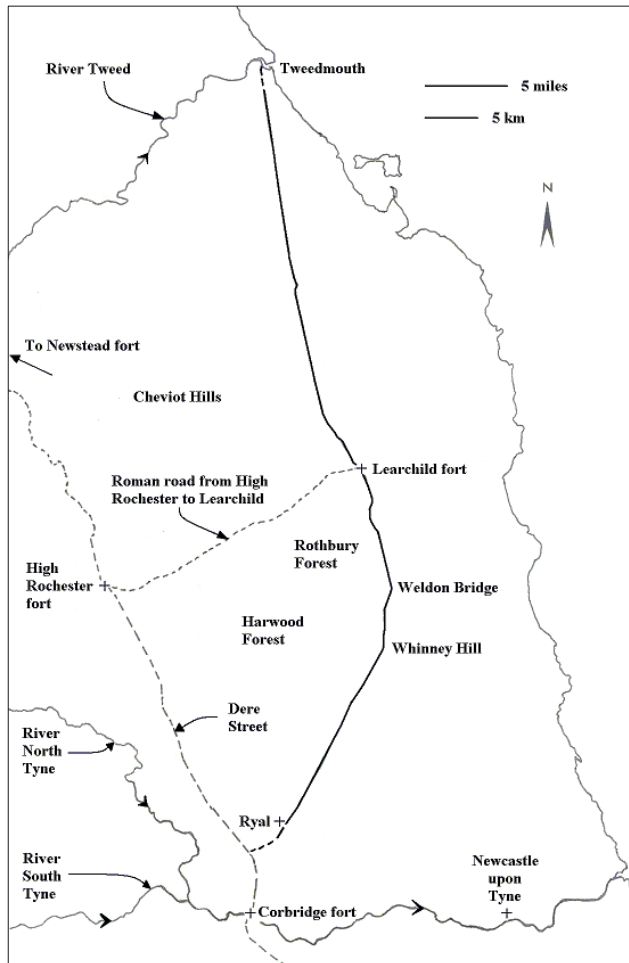 River Tweed
Tweedmouth
5 miles
5 km
N
To Newstead fort
Cheviot Hills
Learchild fort
Roman road from High
Rochester to Learchild
Rothbury
Forest
High
Rochester
fort
Weldon Bridge
Harwood
Forest
Whinney Hill
Dere
Street
River
North
Tyne
Ryal
River
South
Tyne
Newcastle
upon
Tyne
Corbridge fort